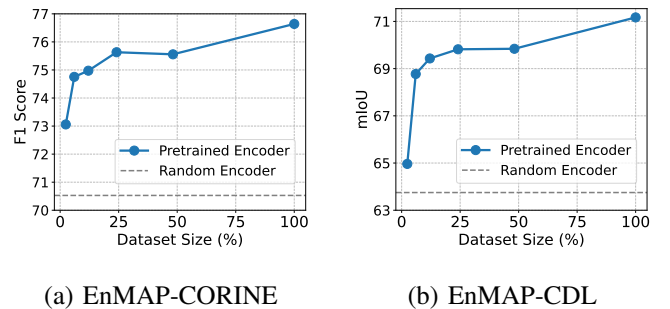 77
76
75
74
73
72
71
70
F1 Score
Pretrained Encoder
Random Encoder
0
25
50
75
100
Dataset Size (%)
(a) EnMAP-CORINE
71
69
67
65
63
mIoU
Pretrained Encoder
Random Encoder
0
25
50
75
100
Dataset Size (%)
(b) EnMAP-CDL